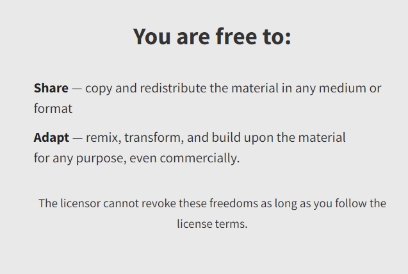 You are free to:
Share — copy and redistribute the material in any medium or
format
Adapt — remix, transform, and build upon the material
for any purpose, even commercially.
The licensor cannot revoke these freedoms as long as you follow the
license terms.